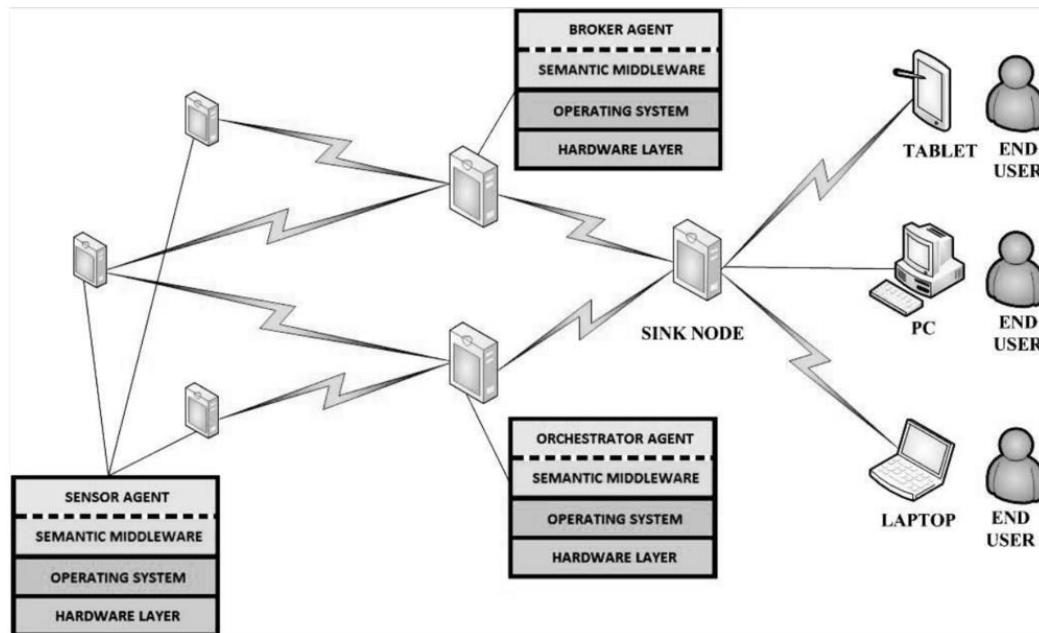 BROKER AGENT
SEMANTIC MIDDLEWARE
OPERATING SYSTEM
HARDWARE LAYER
TABLET
END
USER
SINK NODE
PC
END
USER
ORCHESTRATOR AGENT
SEMANTIC MIDDLEWARE
OPERATING SYSTEM
HARDWARE LAYER
LAPTOP
END
USER
SENSOR AGENT
SEMANTIC MIDDLEWARE
OPERATING SYSTEM
HARDWARE LAYER